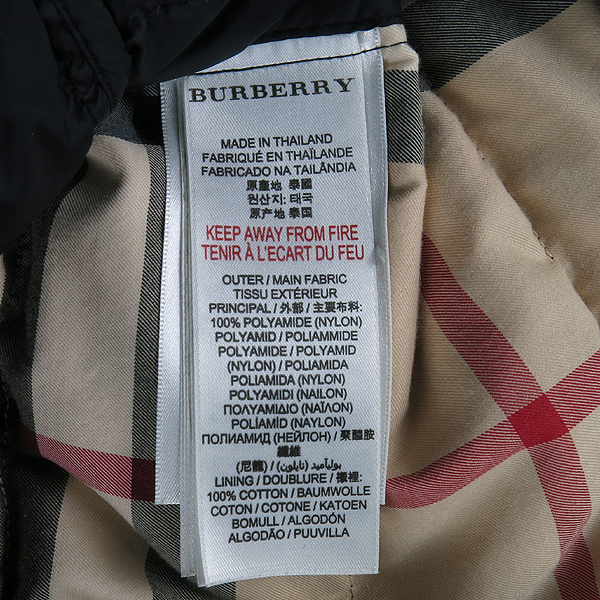 BURBERRY
MADE IN THAILAND
FABRIQUÉ EN THAÏLANDE
FABRICADO NA TAILÂNDIA
原產地 泰國
원산지: 태국
原产地 泰国
KEEP AWAY FROM FIRE
TENIR À L'ECART DU FEU
OUTER / MAIN FABRIC
TISSU EXTÉRIEUR
PRINCIPAL / 外部 / 主要布料:
100% POLYAMIDE (NYLON)
POLYAMID / POLIAMMIDE
POLYAMIDE / POLYAMID
(NYLON) / POLIAMIDA
POLIAMIDA (NYLON)
POLYAMIDI (NAILON)
ΠΟΛΥΑΜΙΔΙΟ (ΝΑΪΛΟΝ)
POLÍAMÍD (NYLON)
ПОЛИАМИД (НЕЙЛОН) / 聚醯胺
纖維
(尼龍) / بولياميد (نايلون)
LINING / DOUBLURE / 襯裡:
100% COTTON / BAUMWOLLE
COTON / COTONE / KATOEN
BOMULL / ALGODÓN
ALGODÃO / PUUVILLA